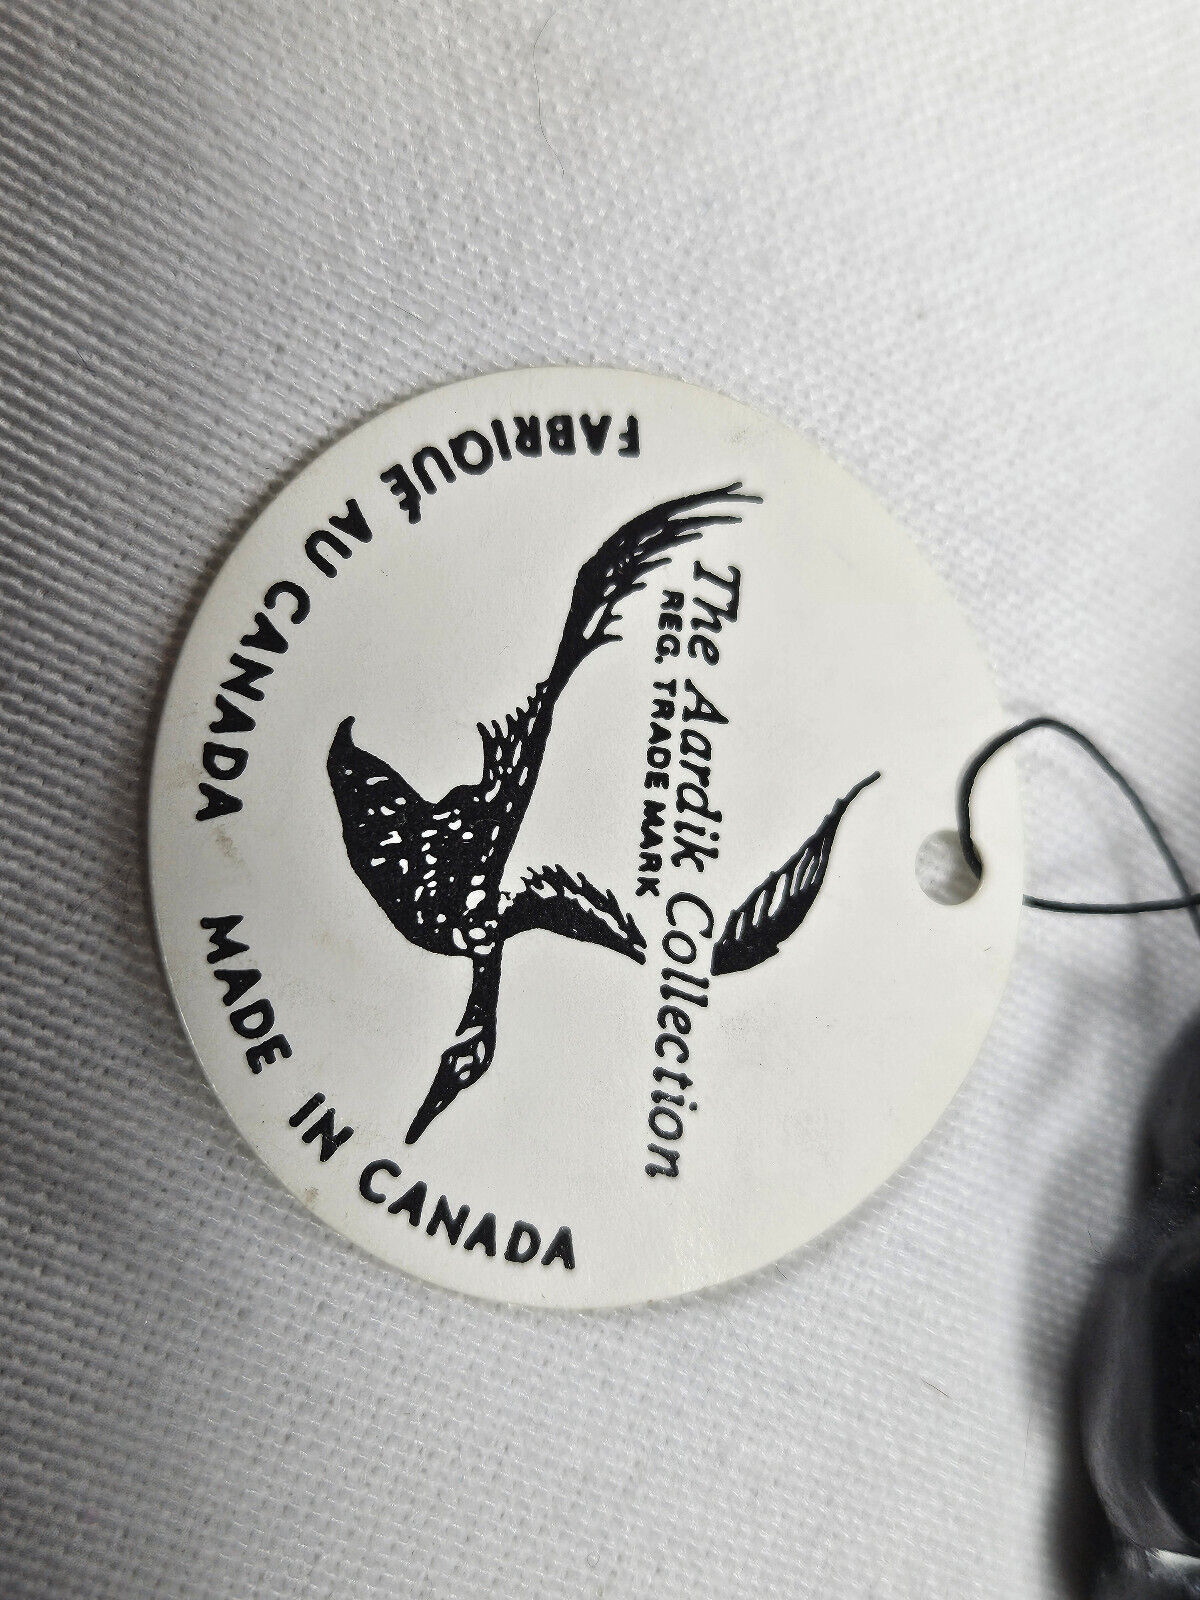 The Aardik Collection
REG. TRADE MARK
FABRIQUÉ AU CANADA MADE IN CANADA